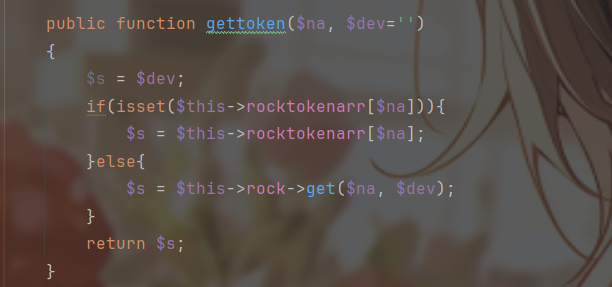 public function gettoken($na, $dev='')
{
    $s = $dev;
    if(isset($this->rocktokenarr[$na])){
        $s = $this->rocktokenarr[$na];
    }else{
        $s = $this->rock->get($na, $dev);
    }
    return $s;
}